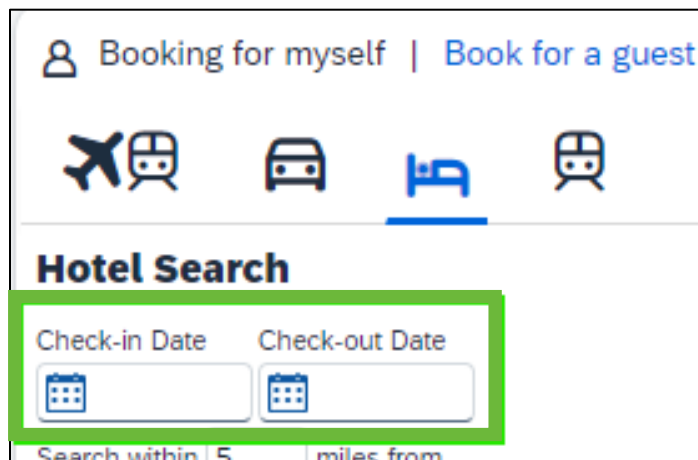 Booking for myself | Book for a guest
Hotel Search
Check-in Date Check-out Date
Search within 5 miles from